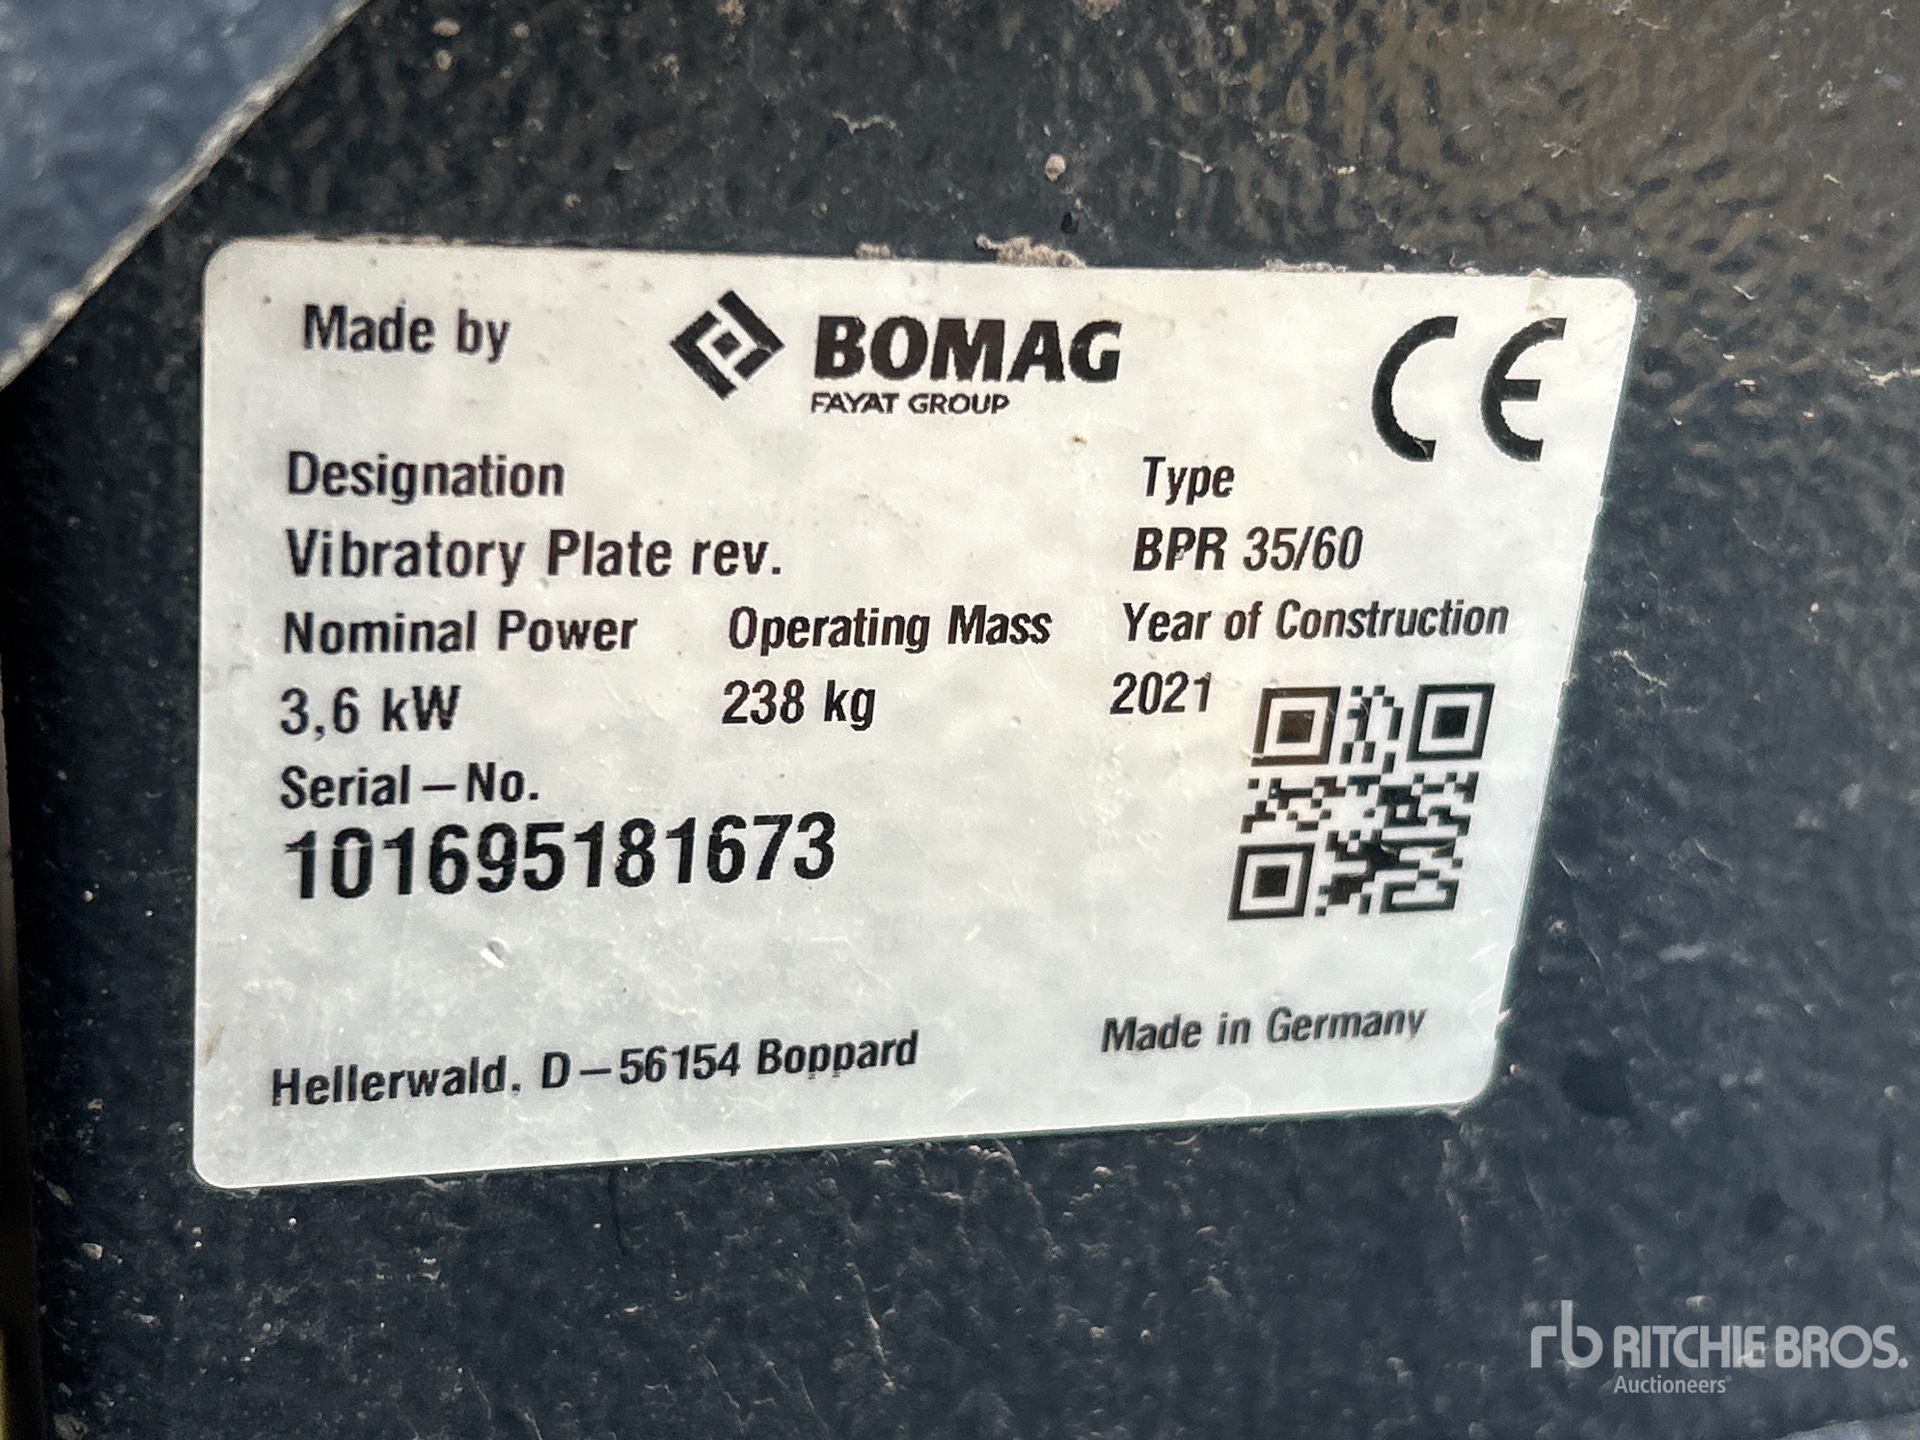 Made by
BOMAG
FAYAT GROUP
CE
Designation
Type
Vibratory Plate rev.
BPR 35/60
Nominal Power
Operating Mass
Year of Construction
3,6 kW
238 kg
2021
Serial-No.
101695181673
Hellerwald. D-56154 Boppard
Made in Germany
rb RITCHIE BROS.
Auctioneers